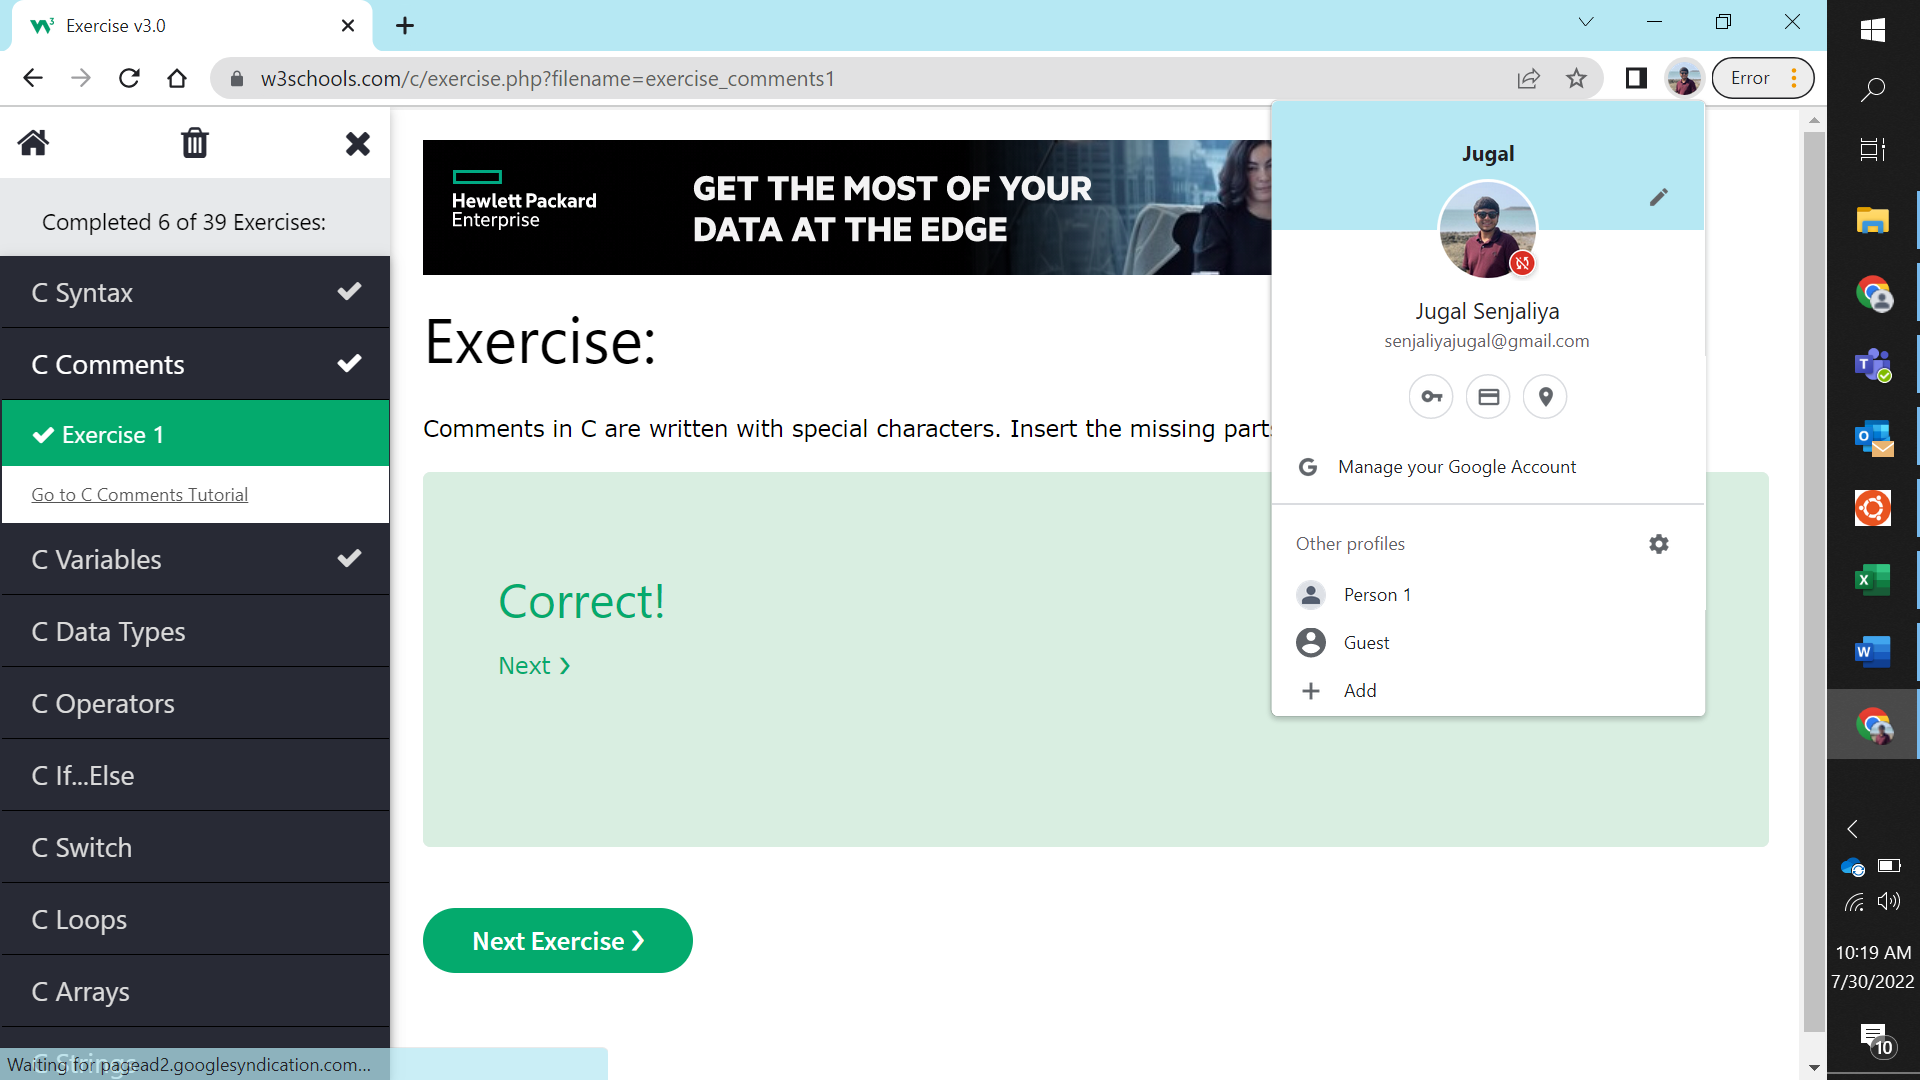 Exercise v3.0
w3schools.com/c/exercise.php?filename=exercise_comments1
Error
Completed 6 of 39 Exercises:
C Syntax
C Comments
Exercise 1
Go to C Comments Tutorial
C Variables
C Data Types
C Operators
C If...Else
C Switch
C Loops
C Arrays
C Strings
Waiting for pagead2.googlesyndication.com...
Hewlett Packard
Enterprise
GET THE MOST OF YOUR
DATA AT THE EDGE
Exercise:
Comments in C are written with special characters. Insert the missing part
Correct!
Next ❯
Next Exercise ❯
Jugal
Jugal Senjaliya
senjaliyajugal@gmail.com
G Manage your Google Account
Other profiles
Person 1
Guest
Add
10:19 AM
7/30/2022
10